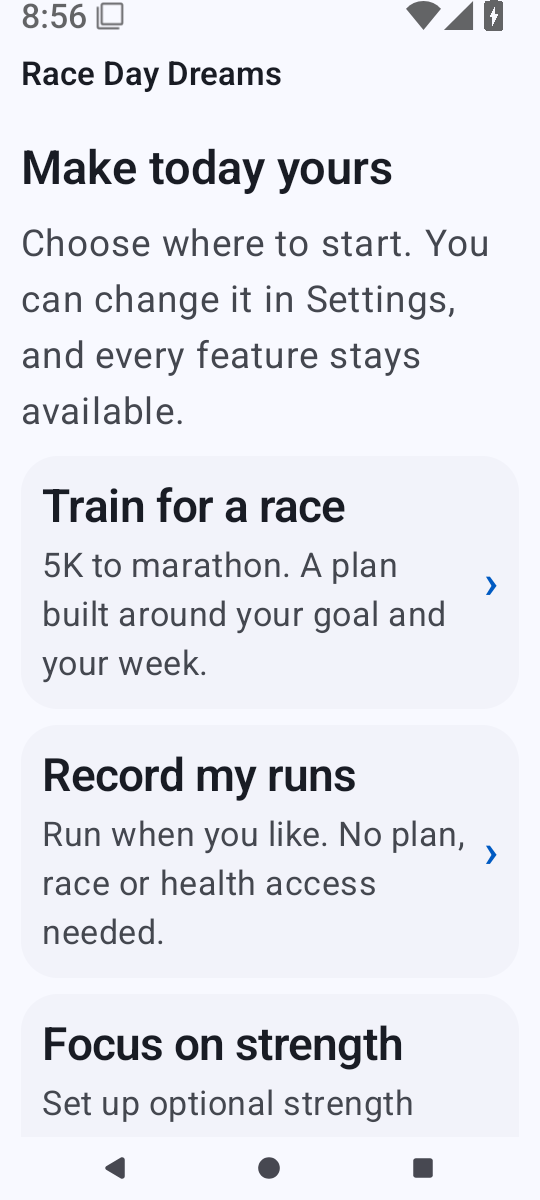 8:56
Race Day Dreams
Make today yours
Choose where to start. You
can change it in Settings,
and every feature stays
available.
Train for a race
5K to marathon. A plan
built around your goal and
your week.
›
Record my runs
Run when you like. No plan,
race or health access
needed.
›
Focus on strength
Set up optional strength